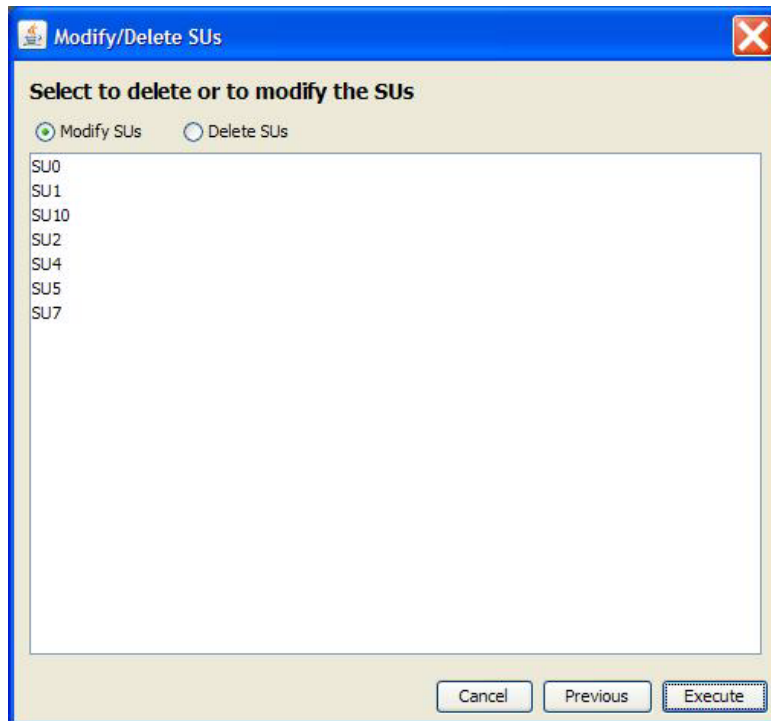 Modify/Delete SUs
Select to delete or to modify the SUs
Modify SUs Delete SUs
SU0
SU1
SU10
SU2
SU4
SU5
SU7
Cancel Previous Execute